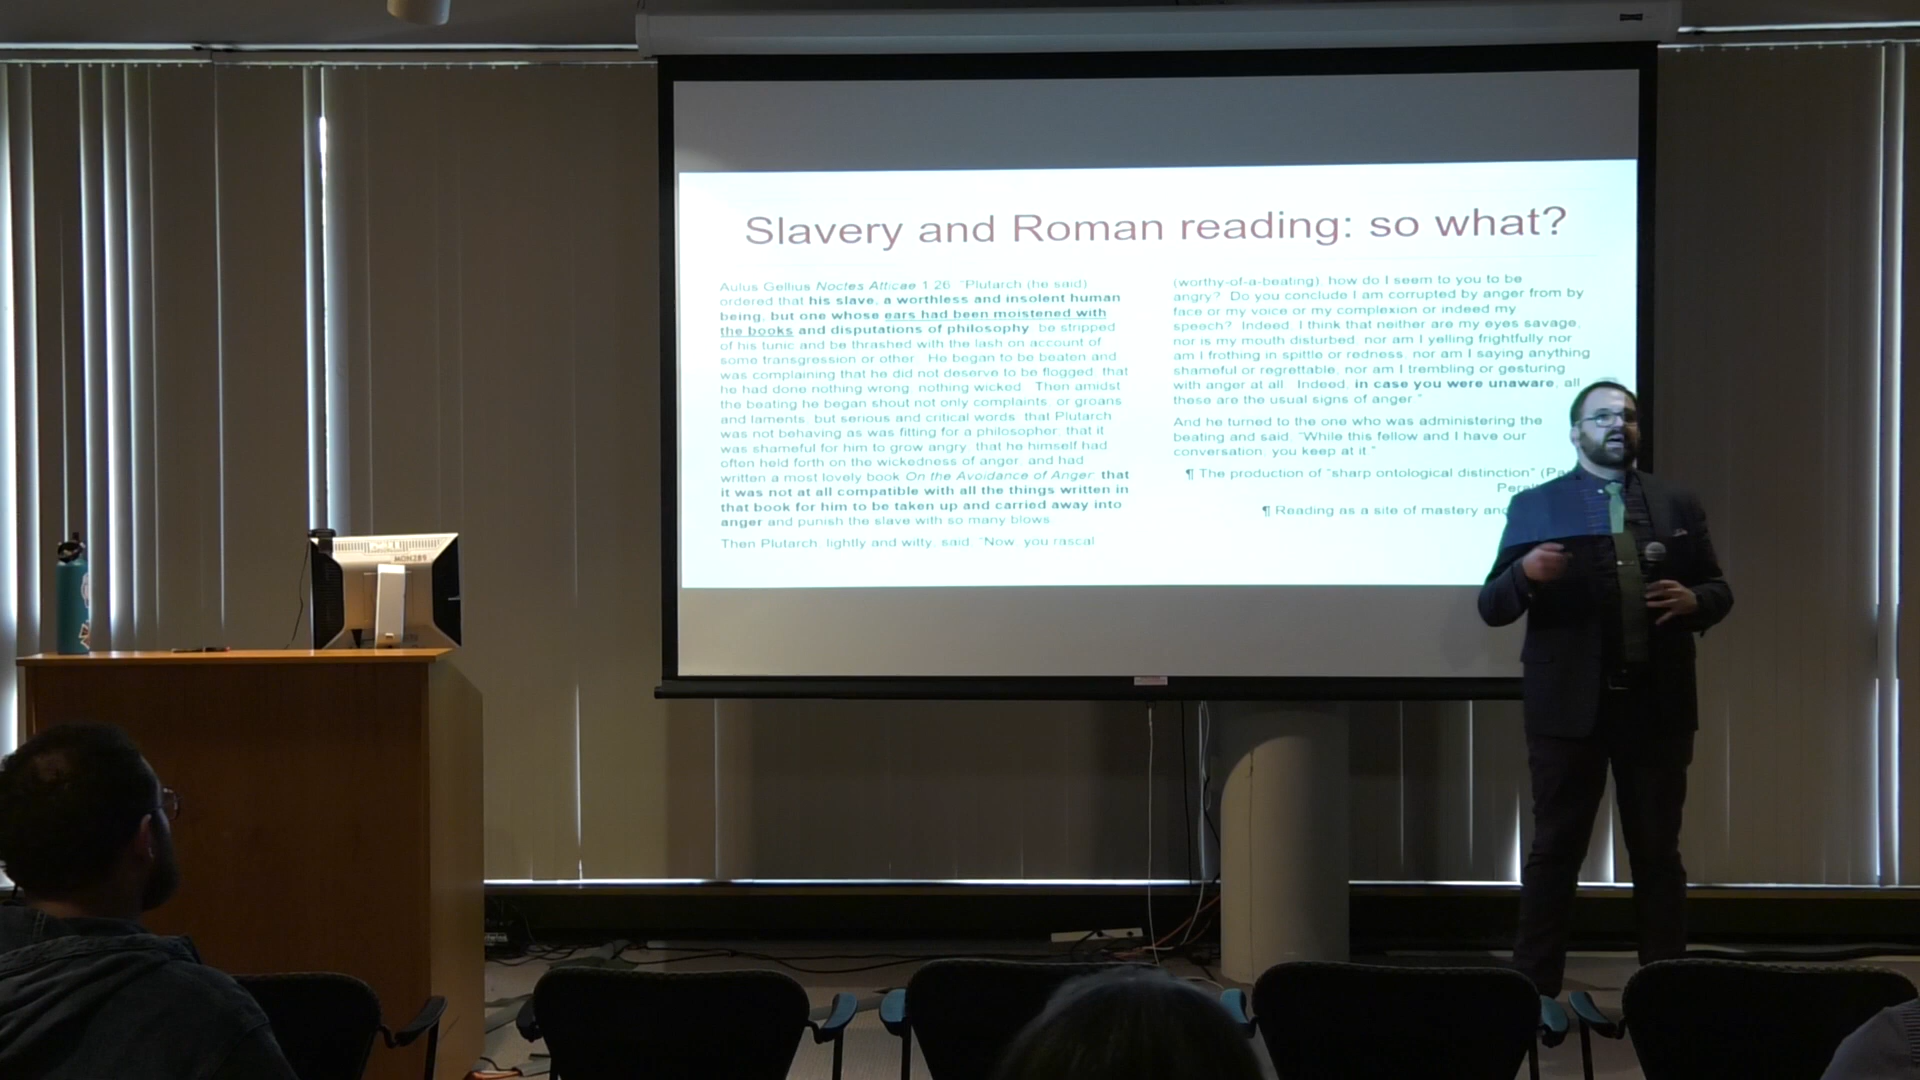 Slavery and Roman reading: so what?
Aulus Gellius Noctes Atticae 1.26: "Plutarch (he said)
ordered that his slave, a worthless and insolent human
being, but one whose ears had been moistened with
the books and disputations of philosophy, be stripped
of his tunic and be thrashed with the lash on account of
some transgression or other. He began to be beaten and
was complaining that he did not deserve to be flogged, that
he had done nothing wrong, nothing wicked. Then amidst
the beating he began shout not only complaints, or groans
and laments, but serious and critical words: that Plutarch
was not behaving as was fitting for a philosopher; that it
was shameful for him to grow angry; that he himself had
often held forth on the wickedness of anger, and had
written a most lovely book On the Avoidance of Anger; that
it was not at all compatible with all the things written in
that book for him to be taken up and carried away into
anger and punish the slave with so many blows.
Then Plutarch, lightly and witty, said, "Now, you rascal
(worthy-of-a-beating), how do I seem to you to be
angry? Do you conclude I am corrupted by anger from by
face or my voice or my complexion or indeed my
speech? Indeed, I think that neither are my eyes savage,
nor is my mouth disturbed, nor am I yelling frightfully nor
am I frothing in spittle or redness, nor am I saying anything
shameful or regrettable, nor am I trembling or gesturing
with anger at all. Indeed, in case you were unaware, all
these are the usual signs of anger."
And he turned to the one who was administering the
beating and said, "While this fellow and I have our
conversation, you keep at it."
¶ The production of "sharp ontological distinction"
¶ Reading as a site of mastery
MON289